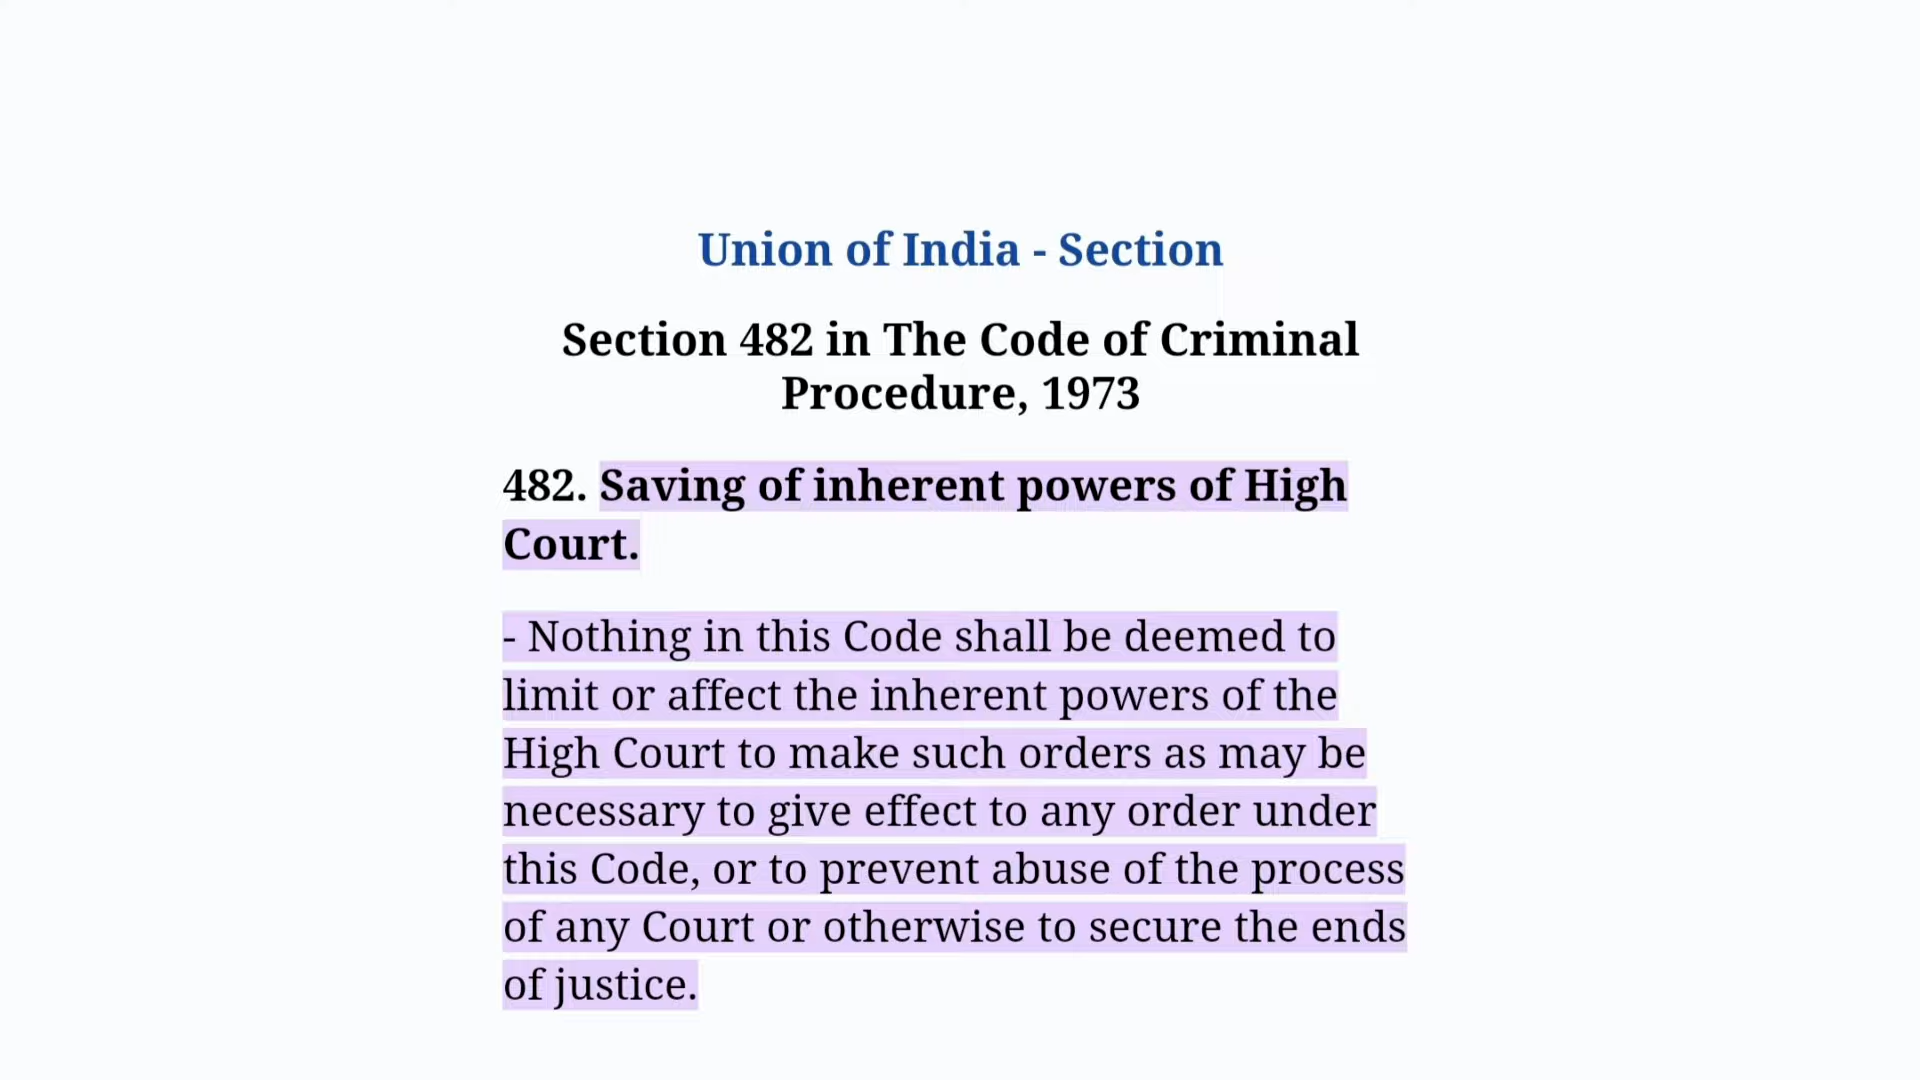 Union of India - Section
Section 482 in The Code of Criminal
Procedure, 1973
482. Saving of inherent powers of High
Court.
- Nothing in this Code shall be deemed to
limit or affect the inherent powers of the
High Court to make such orders as may be
necessary to give effect to any order under
this Code, or to prevent abuse of the process
of any Court or otherwise to secure the ends
of justice.